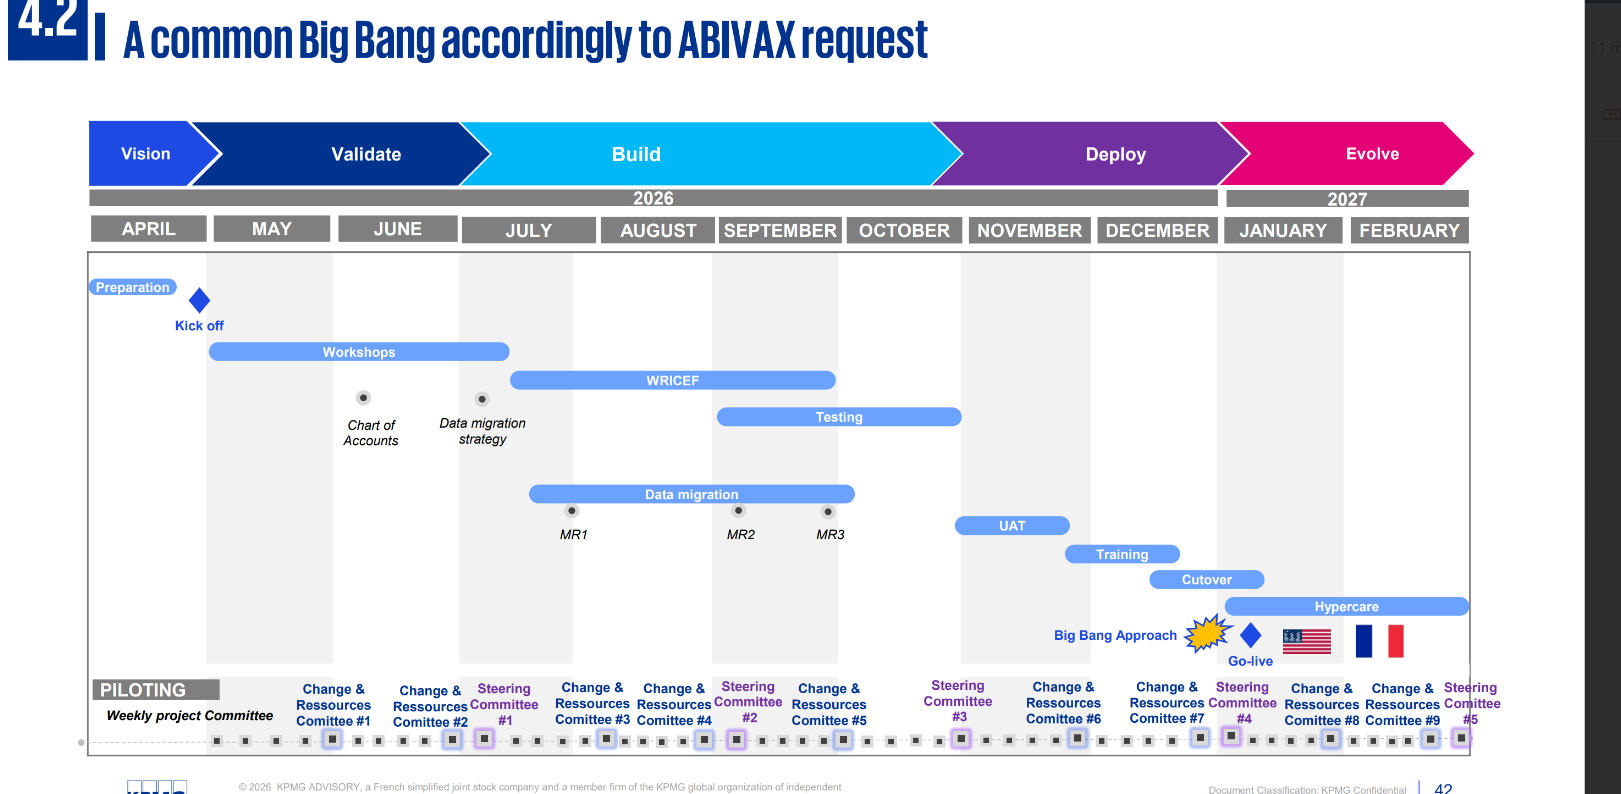 4.2
A common Big Bang accordingly to ABIVAX request
Vision
Validate
Build
Deploy
Evolve
2026
2027
APRIL
MAY
JUNE
JULY
AUGUST
SEPTEMBER
OCTOBER
NOVEMBER
DECEMBER
JANUARY
FEBRUARY
Preparation
Kick off
Workshops
WRICEF
Chart of
Accounts
Data migration
strategy
Testing
Data migration
MR1
MR2
MR3
UAT
Training
Cutover
Hypercare
Big Bang Approach
Go-live
PILOTING
Weekly project Committee
Change &
Ressources
Comittee #1
Change &
Ressources
Comittee #2
Steering
Committee
#1
Change &
Ressources
Comittee #3
Change &
Ressources
Comittee #4
Steering
Committee
#2
Change &
Ressources
Comittee #5
Steering
Committee
#3
Change &
Ressources
Comittee #6
Change &
Ressources
Comittee #7
Steering
Committee
#4
Change &
Ressources
Comittee #8
Change &
Ressources
Comittee #9
Steering
Comittee
#5
KPMG
© 2026 KPMG ADVISORY, a French simplified joint stock company and a member firm of the KPMG global organization of independent
Document Classification: KPMG Confidential
42